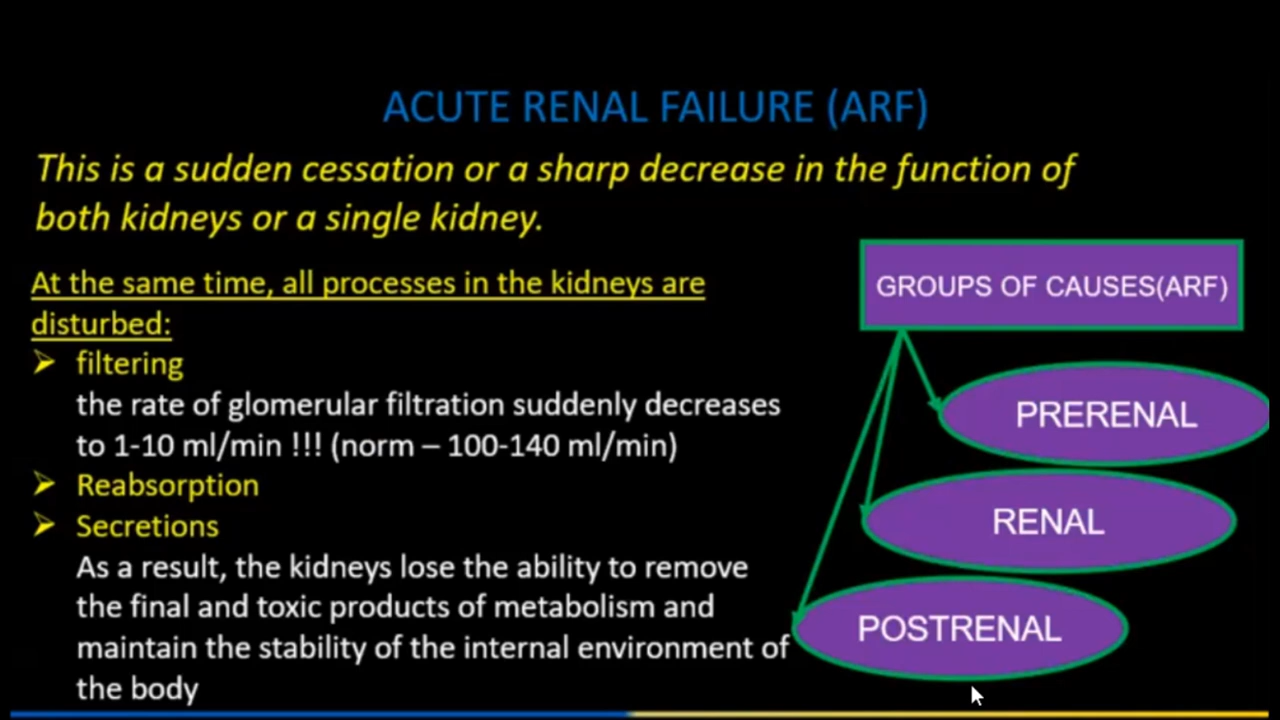 ACUTE RENAL FAILURE (ARF)
This is a sudden cessation or a sharp decrease in the function of
both kidneys or a single kidney.
At the same time, all processes in the kidneys are
disturbed:
filtering
the rate of glomerular filtration suddenly decreases
to 1-10 ml/min !!! (norm – 100-140 ml/min)
Reabsorption
Secretions
As a result, the kidneys lose the ability to remove
the final and toxic products of metabolism and
maintain the stability of the internal environment of
the body
GROUPS OF CAUSES(ARF)
PRERENAL
RENAL
POSTRENAL